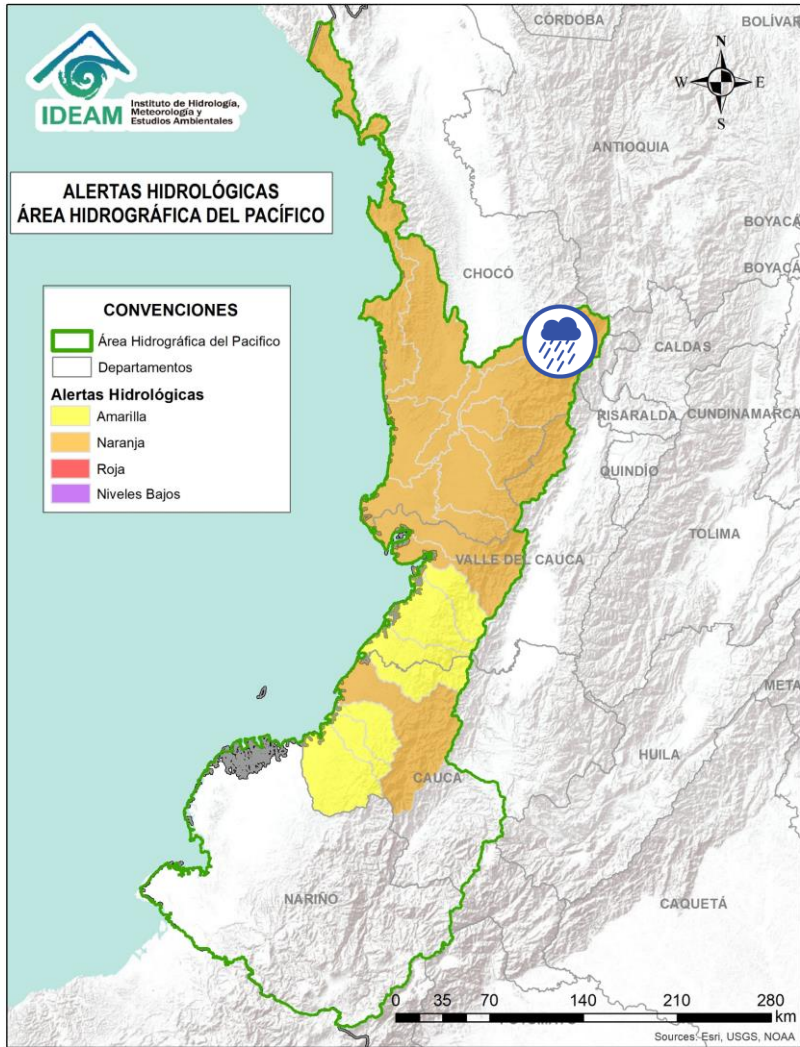 IDEAM
Instituto de Hidrología,
Meteorología y
Estudios Ambientales
ALERTAS HIDROLÓGICAS
ÁREA HIDROGRÁFICA DEL PACÍFICO
CONVENCIONES
Área Hidrográfica del Pacifico
Departamentos
Alertas Hidrológicas
Amarilla
Naranja
Roja
Niveles Bajos
CÓRDOBA
BOLÍVAR
N
W E
S
ANTIOQUIA
BOYACÁ
CHOCÓ
BOYACÁ
CALDAS
RISARALDA
CUNDINAMARCA
QUINDÍO
TOLIMA
VALLE DEL CAUCA
META
HUILA
CAUCA
NARIÑO
CAQUETÁ
0 35 70 140 210 280
km
Sources: Esri, USGS, NOAA